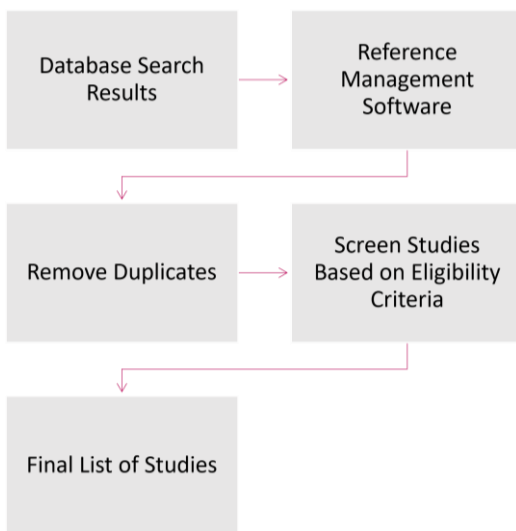 Database Search
Results
Reference
Management
Software
Remove Duplicates
Screen Studies
Based on Eligibility
Criteria
Final List of Studies